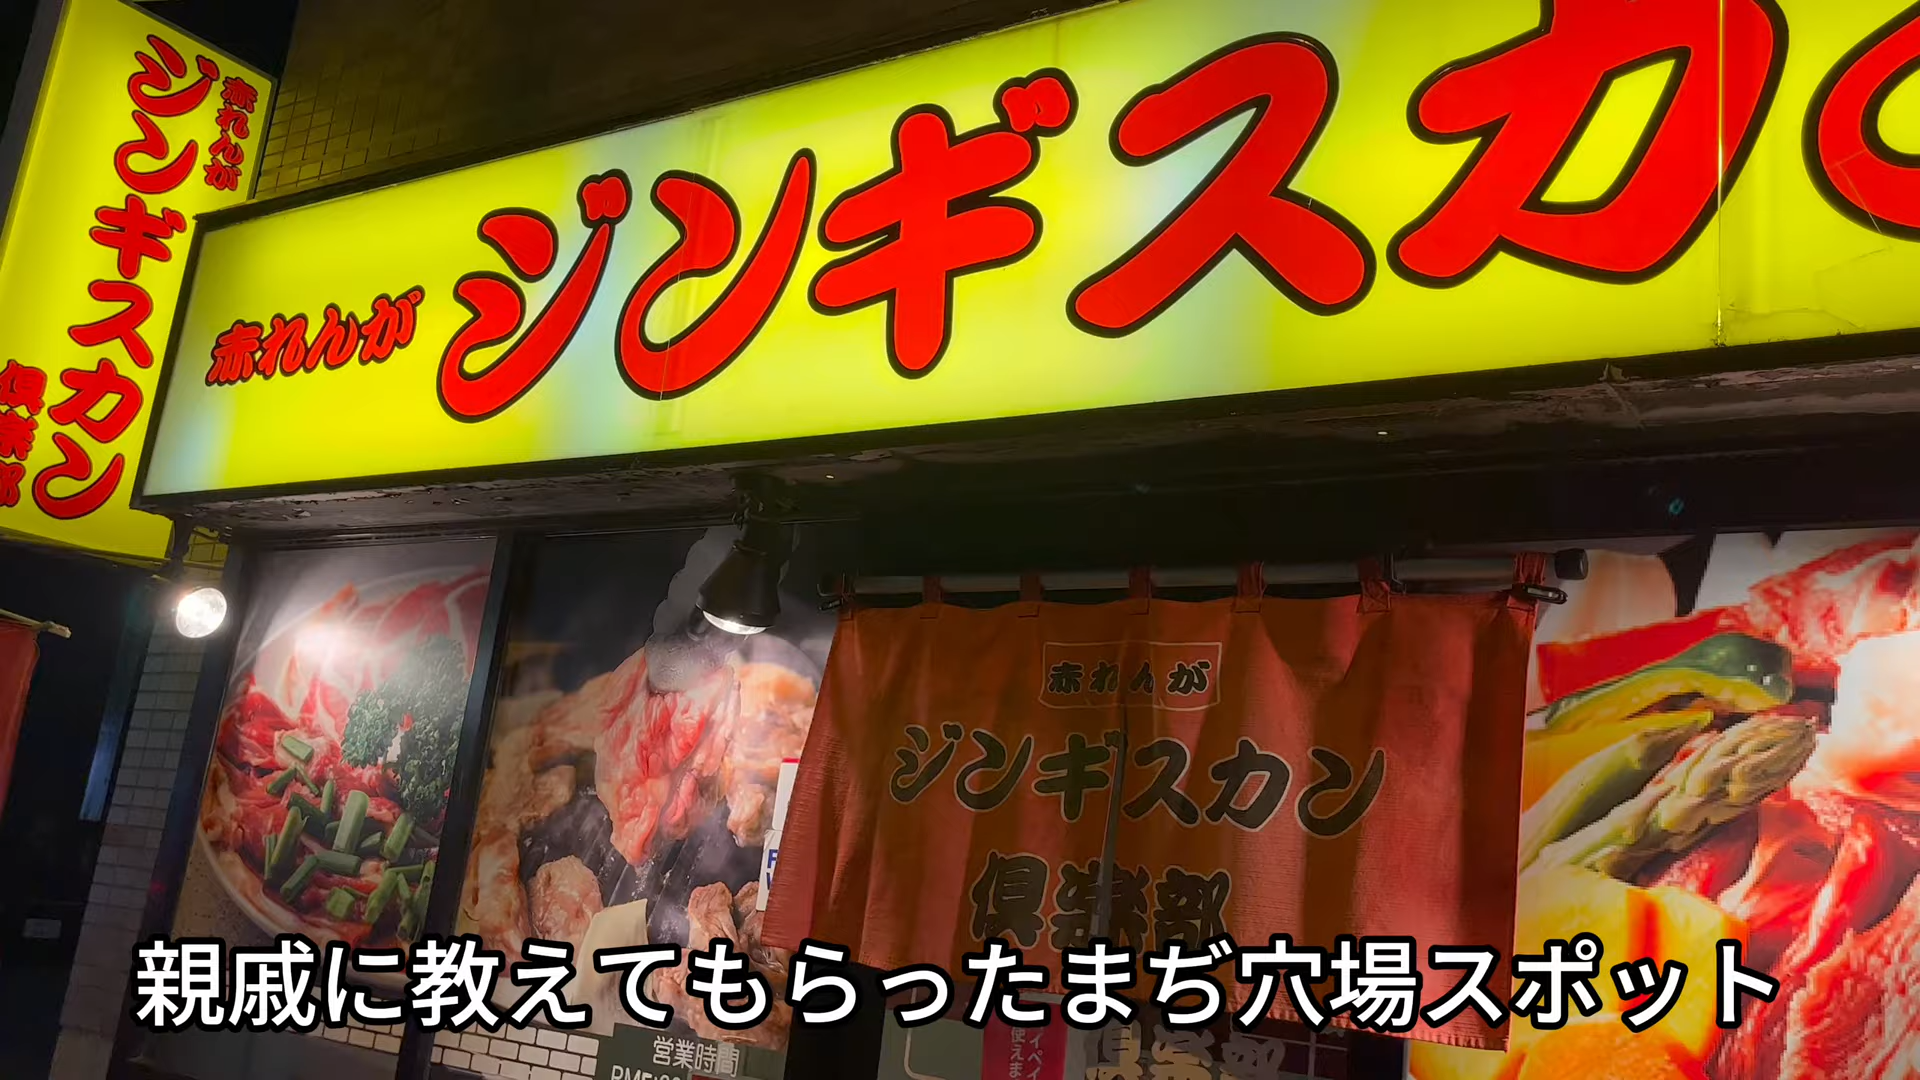 赤れんが
ジンギスカン
倶楽部
赤れんが
ジンギスカ
赤れんが
ジンギスカン
倶楽部
親戚に教えてもらったまぢ穴場スポット
営業時間
倶楽部